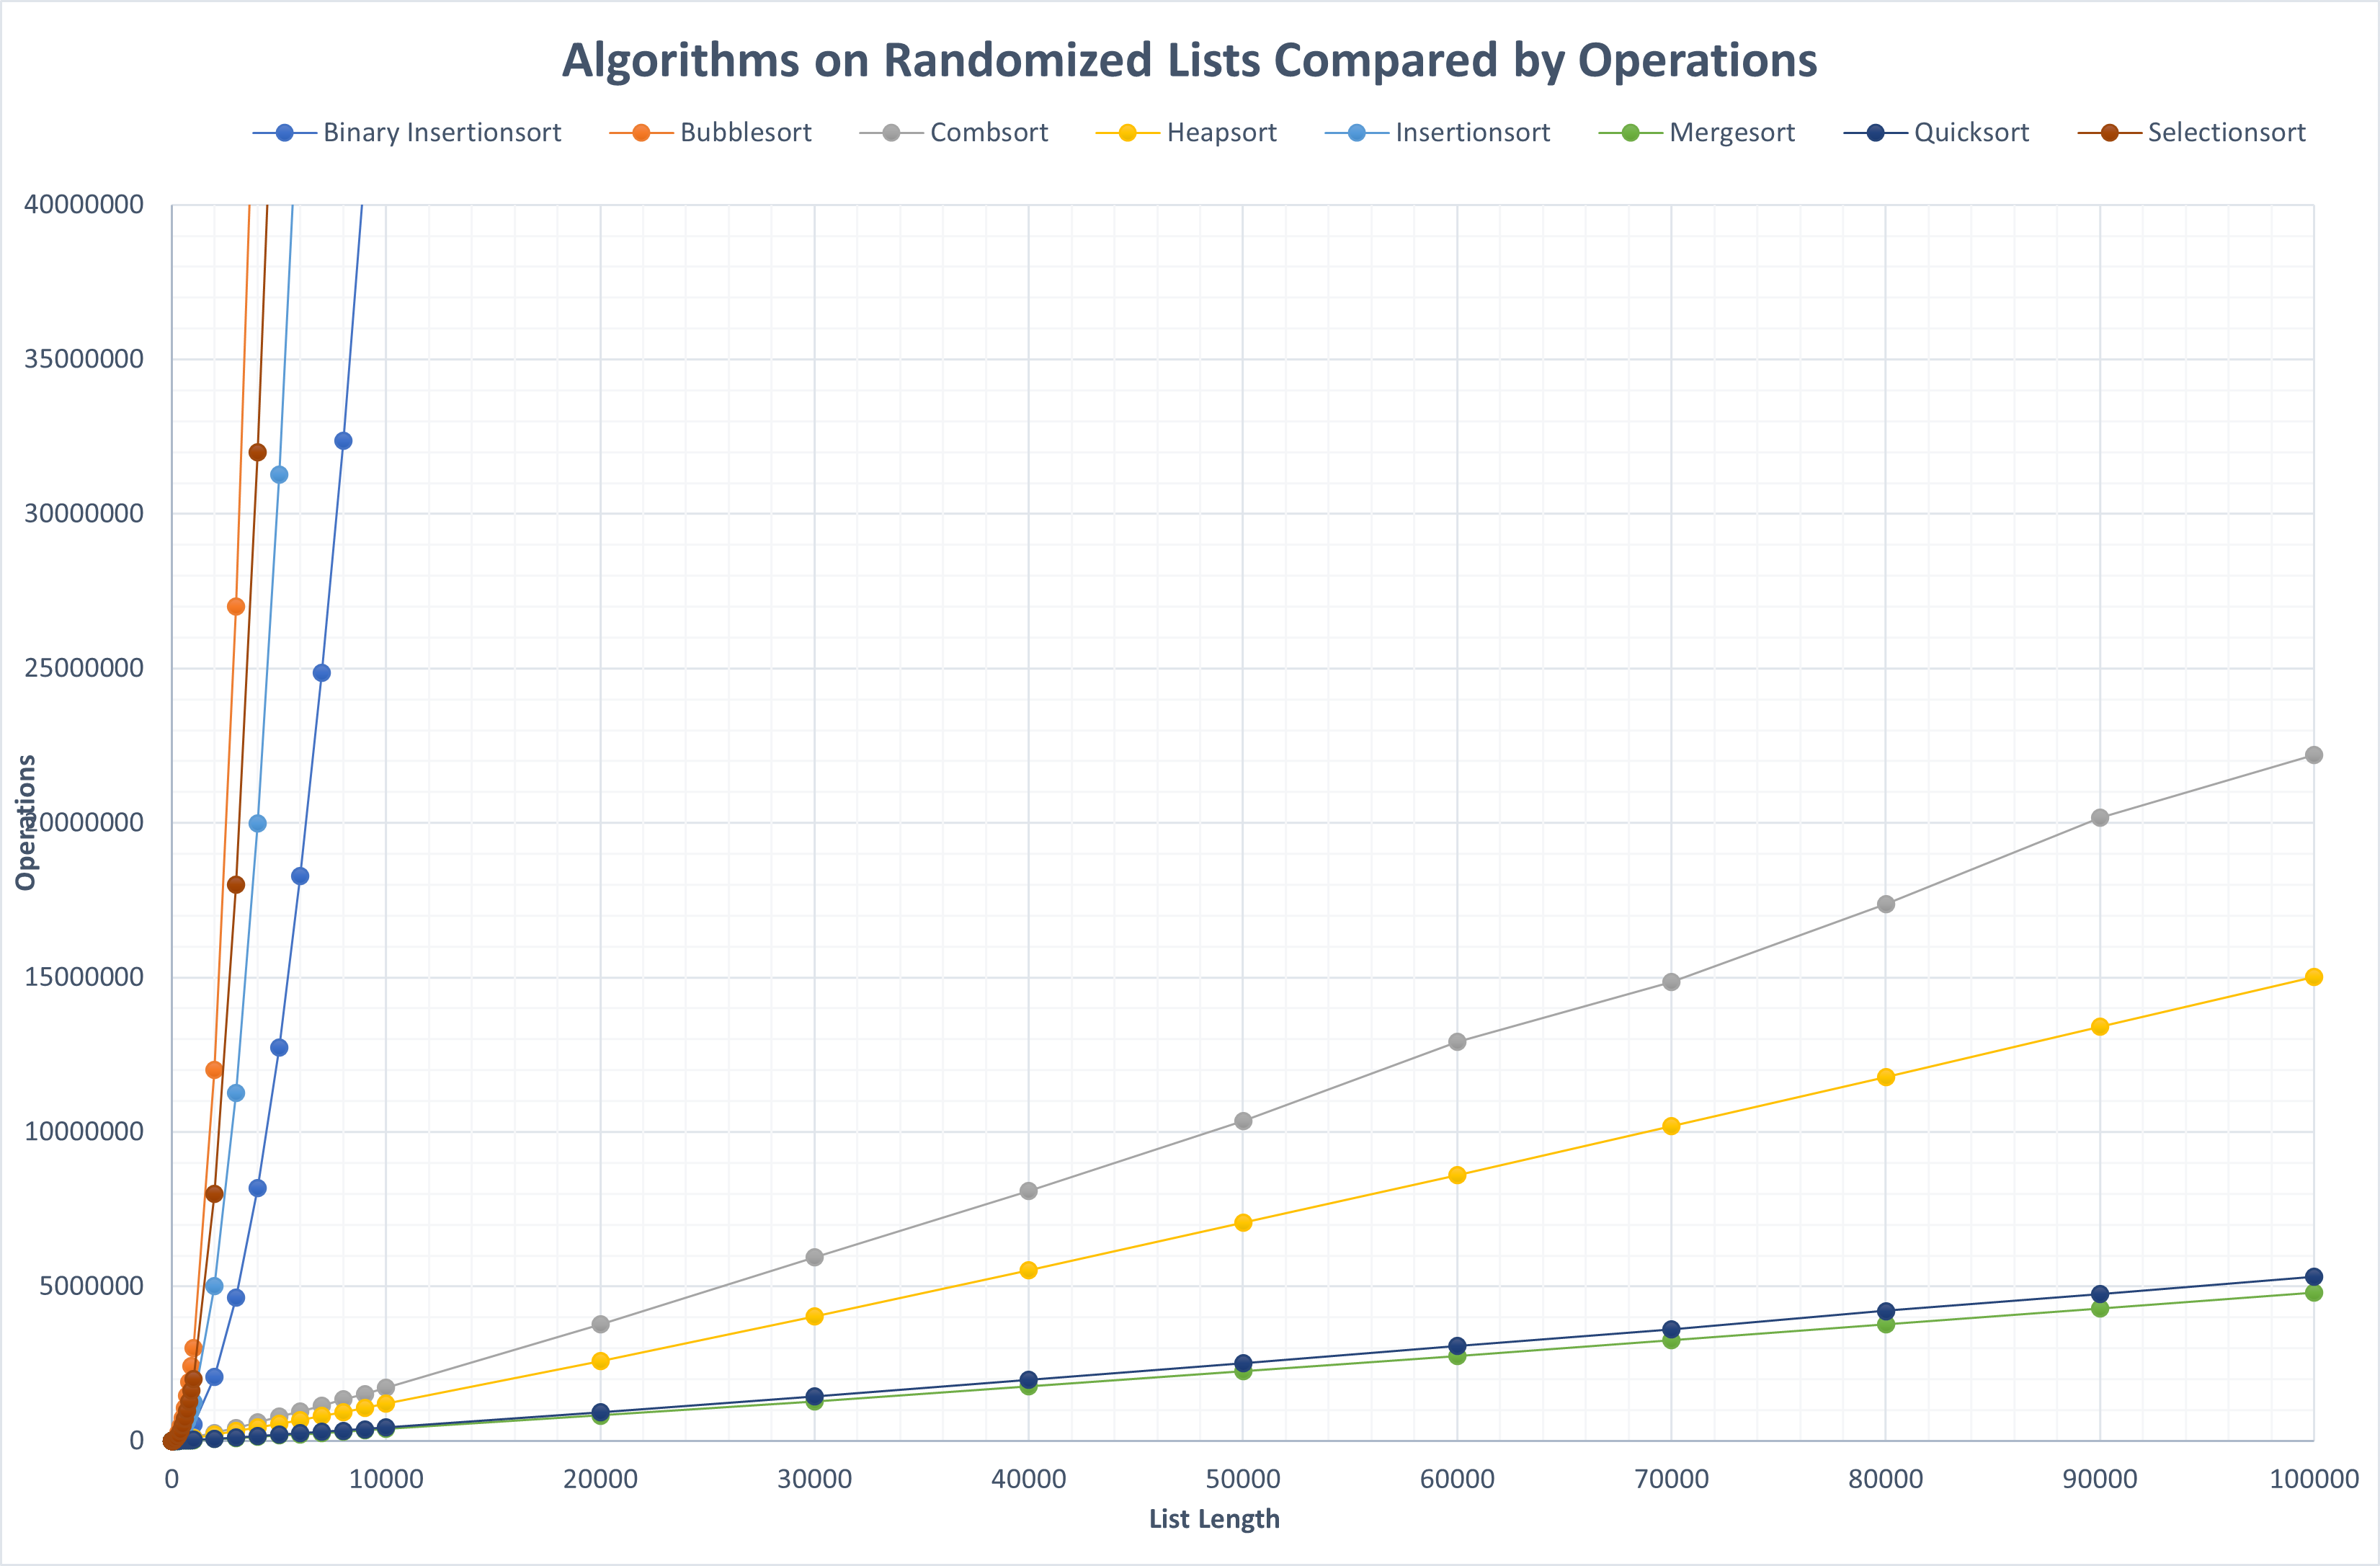 Algorithms on Randomized Lists Compared by Operations
Binary Insertionsort Bubblesort Combsort Heapsort Insertionsort Mergesort Quicksort Selectionsort
40000000
35000000
30000000
25000000
20000000
15000000
10000000
5000000
0
Operations
0 10000 20000 30000 40000 50000 60000 70000 80000 90000 100000
List Length